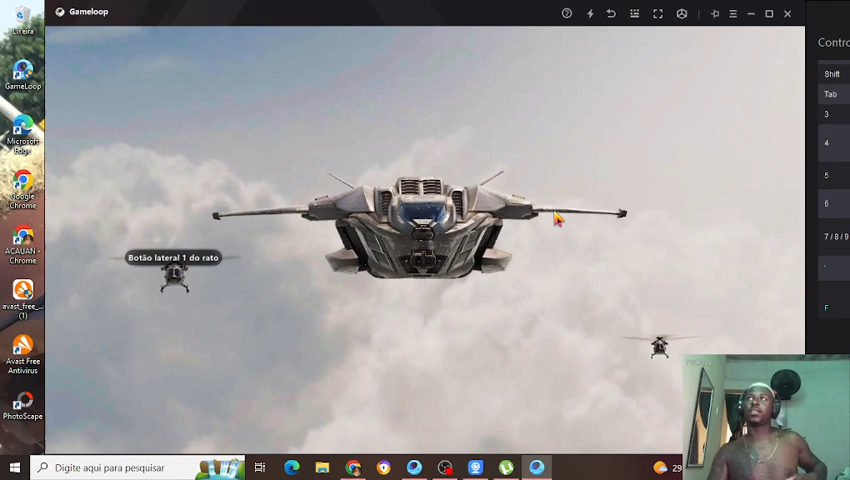 Gameloop
Lixeira
GameLoop
Microsoft
Edge
Google
Chrome
ACAUAN -
Chrome
avast_free_...
(1)
Avast Free
Antivirus
PhotoScape
Botão lateral 1 do rato
Contro
Shift
Tab
3
4
5
6
7 / 8 / 9
F
Digite aqui para pesquisar
29